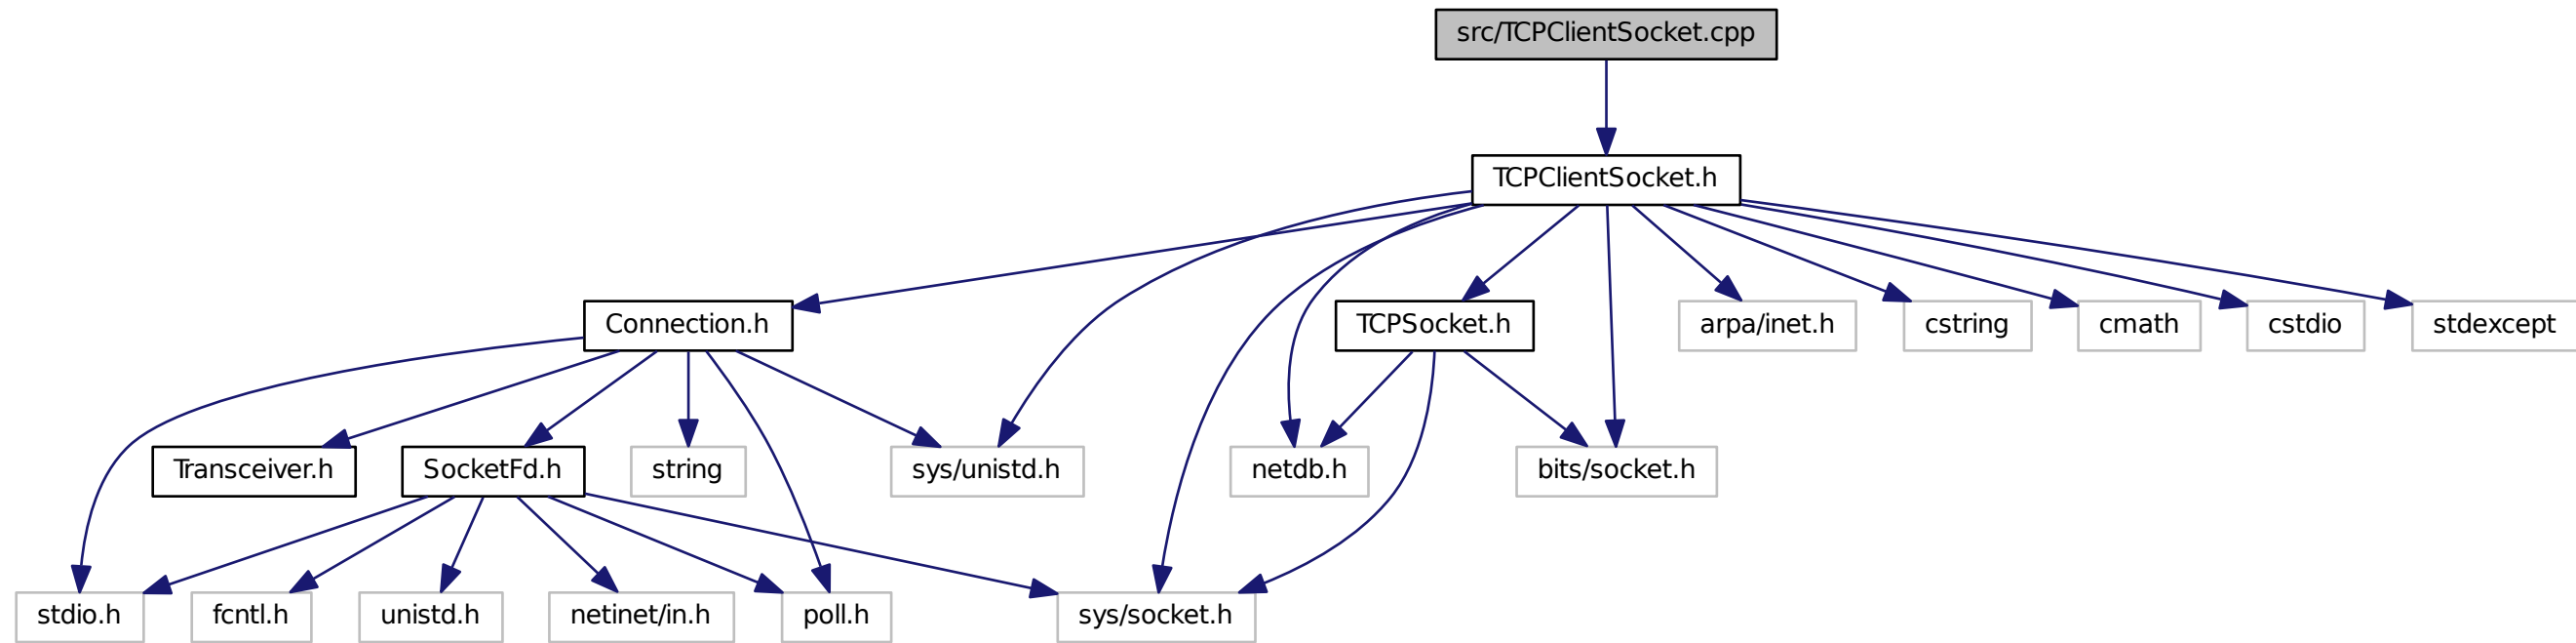 src/TCPClientSocket.cpp
TCPClientSocket.h
Connection.h
TCPSocket.h
arpa/inet.h
cstring
cmath
cstdio
stdexcept
Transceiver.h
SocketFd.h
string
sys/unistd.h
netdb.h
bits/socket.h
stdio.h
fcntl.h
unistd.h
netinet/in.h
poll.h
sys/socket.h